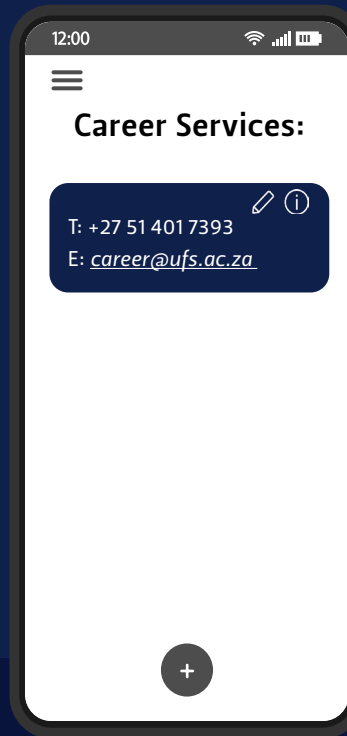 12:00
Career Services:
T: +27 51 401 7393
E: career@ufs.ac.za
+